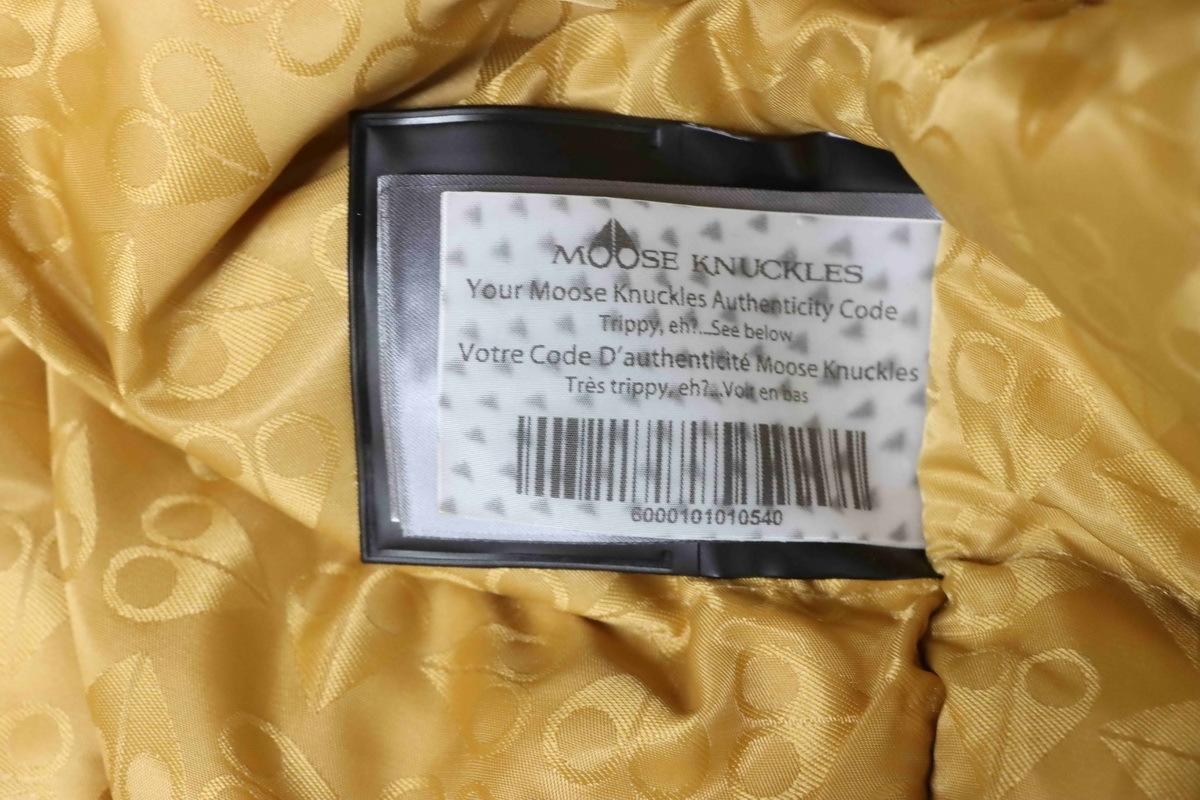 MOOSE KNUCKLES
Your Moose Knuckles Authenticity Code
Trippy, eh?...See below
Votre Code D'authenticité Moose Knuckles
Très trippy, eh?...Voir en bas
6000101010540